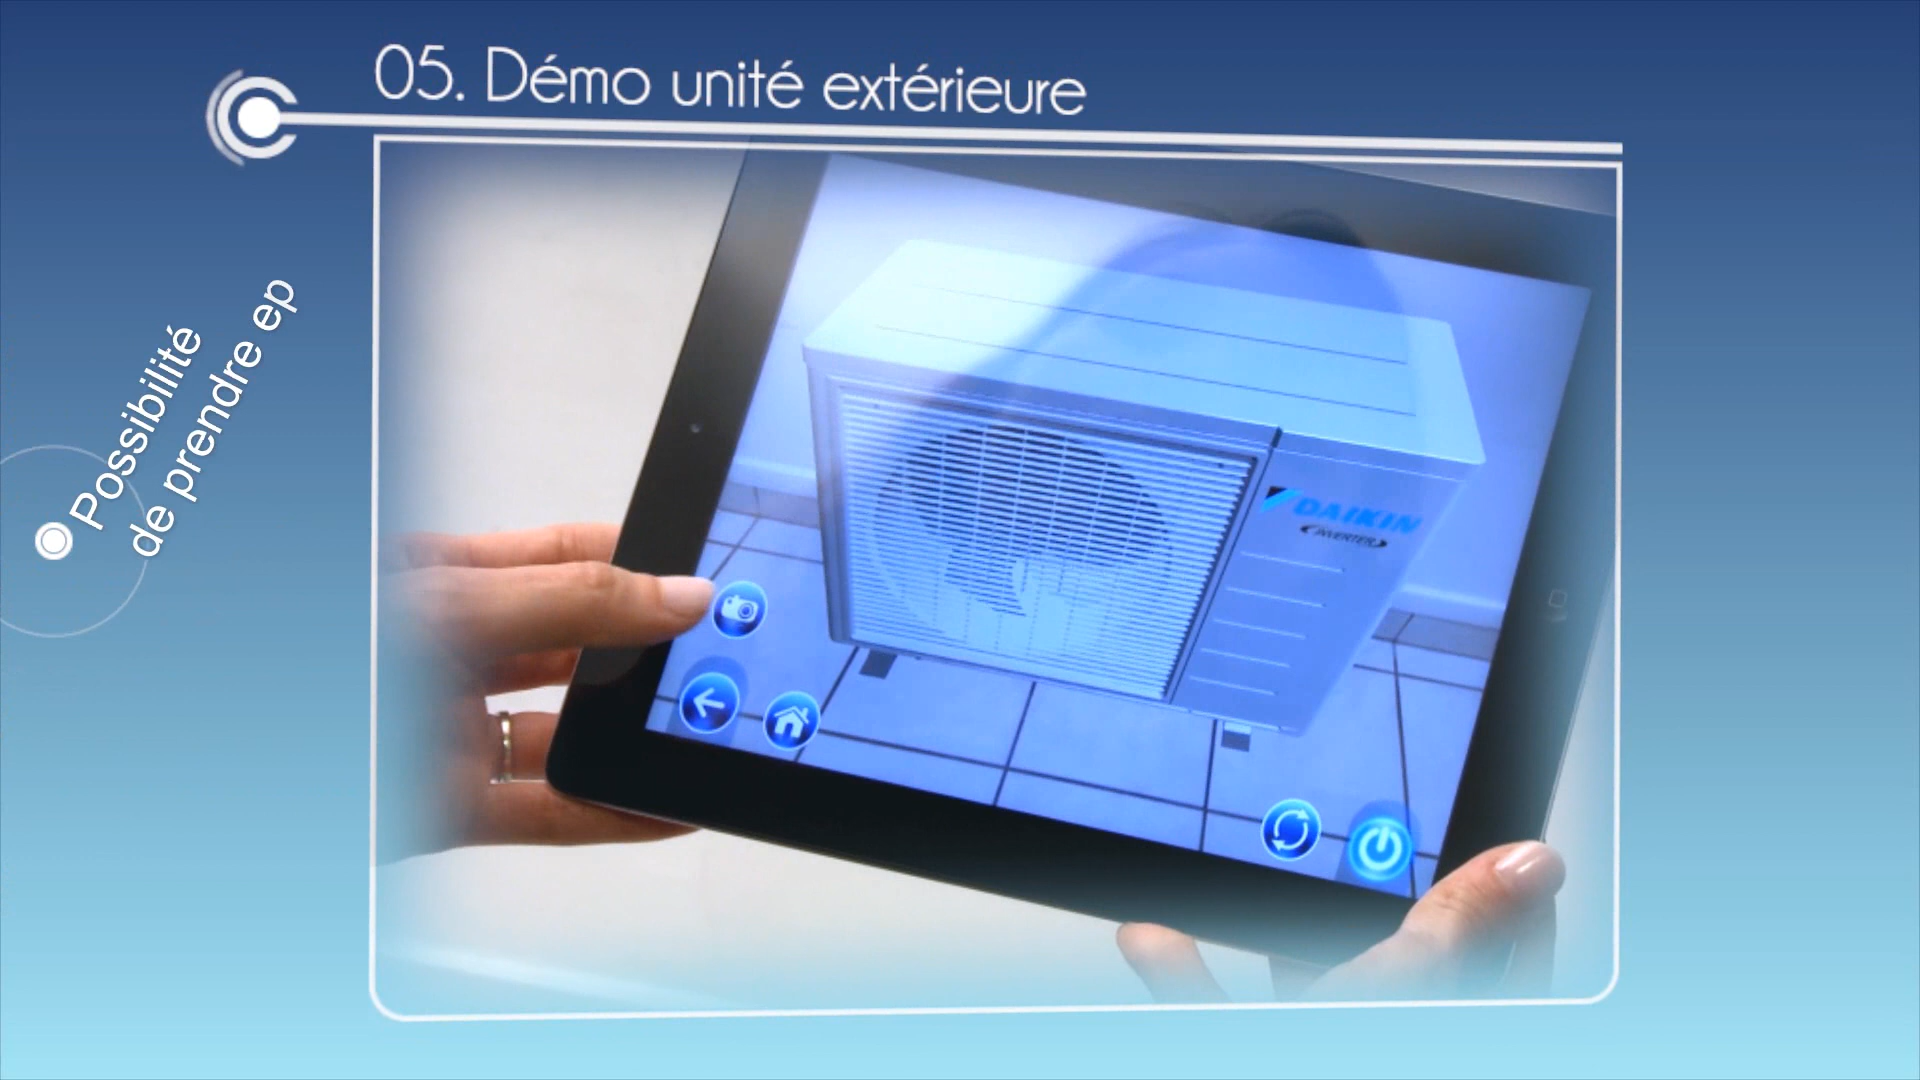 05. Démo unité extérieure
Possibilité
de prendre ep
DAIKIN
INVERTER